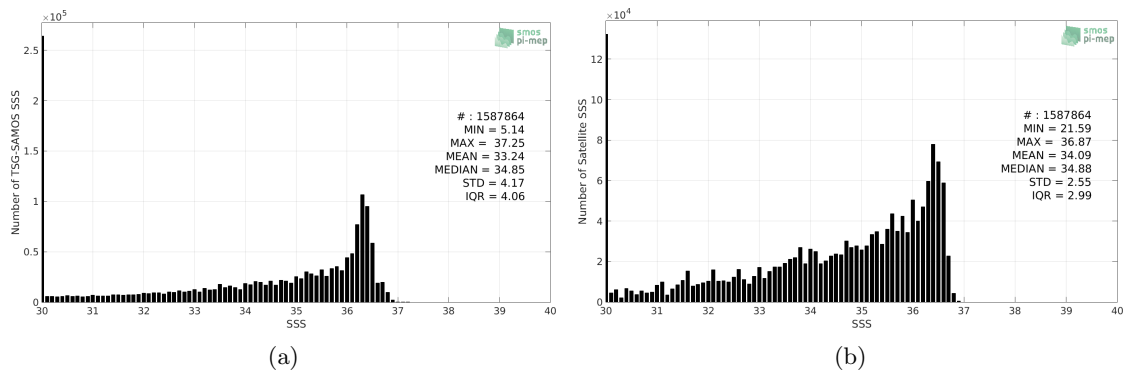 ×10⁵
2.5
2
1.5
1
0.5
0
30 31 32 33 34 35 36 37 38 39 40
SSS
Number of TSG-SAMOS SSS
smos
pi-mep
# : 1587864
MIN = 5.14
MAX = 37.25
MEAN = 33.24
MEDIAN = 34.85
STD = 4.17
IQR = 4.06
(a)
×10⁴
12
10
8
6
4
2
0
30 31 32 33 34 35 36 37 38 39 40
SSS
Number of Satellite SSS
smos
pi-mep
# : 1587864
MIN = 21.59
MAX = 36.87
MEAN = 34.09
MEDIAN = 34.88
STD = 2.55
IQR = 2.99
(b)